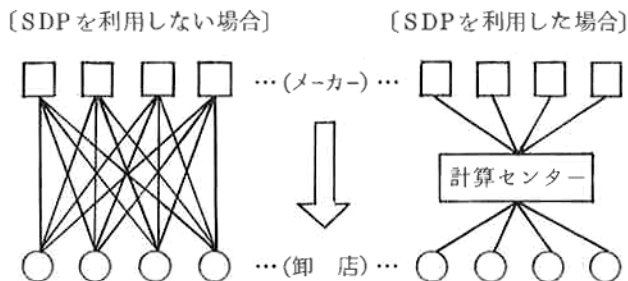 〔SDPを利用しない場合〕
〔SDPを利用した場合〕
…(メーカー)…
計算センター
…(卸 店)…